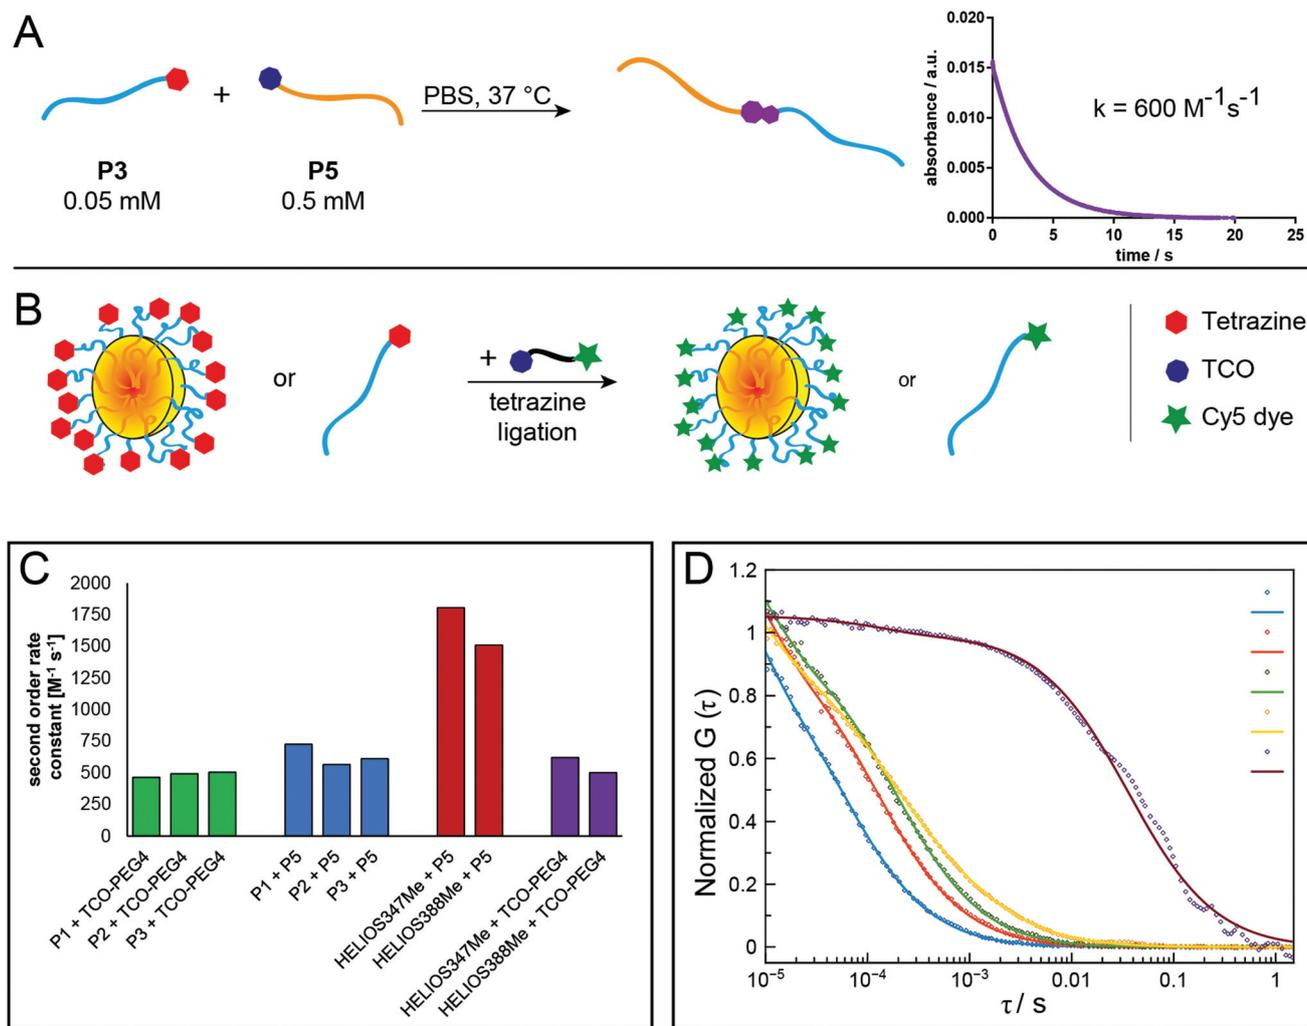 A
+
PBS, 37 °C
P3
P5
0.05 mM
0.5 mM
absorbance / a.u.
0.020
0.015
0.010
0.005
0.000
0 5 10 15 20 25
time / s
k = 600 M⁻¹s⁻¹
B
or
+
tetrazine
ligation
or
Tetrazine
TCO
Cy5 dye
C
second order rate
constant [M⁻¹ s⁻¹]
2000
1750
1500
1250
1000
750
500
250
0
P1 + TCO-PEG4
P2 + TCO-PEG4
P3 + TCO-PEG4
P1 + P5
P2 + P5
P3 + P5
HELIOS347Me + P5
HELIOS388Me + P5
HELIOS347Me + TCO-PEG4
HELIOS388Me + TCO-PEG4
D
Normalized G (τ)
1.2
1
0.8
0.6
0.4
0.2
0
10⁻⁵ 10⁻⁴ 10⁻³ 0.01 0.1 1
τ / s